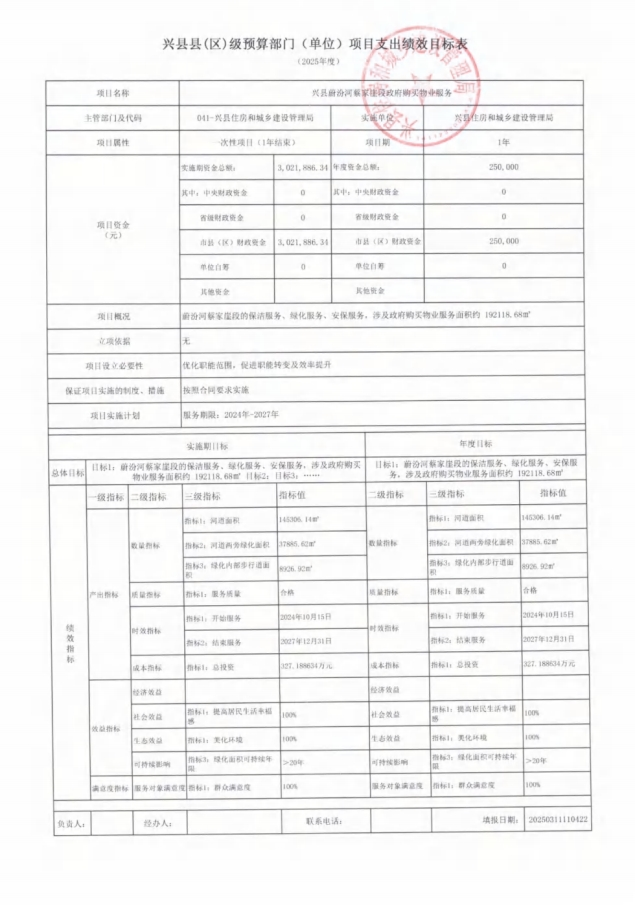 兴县县(区)级预算部门（单位）项目支出绩效目标表
（2025年度）
项目名称 兴县蔚汾河蔡家崖段政府购买物业服务
主管部门及代码 041-兴县住房和城乡建设管理局 实施单位 兴县住房和城乡建设管理局
项目属性 一次性项目（1年结束） 项目期 1年
项目资金
（元）
实施期资金总额： 3,021,886.34 年度资金总额： 250,000
其中：中央财政资金 0 其中：中央财政资金 0
省级财政资金 0 省级财政资金 0
市县（区）财政资金 3,021,886.34 市县（区）财政资金 250,000
单位自筹 0 单位自筹 0
其他资金 其他资金
项目概况 蔚汾河蔡家崖段的保洁服务、绿化服务、安保服务，涉及政府购买物业服务面积约 192118.68㎡
立项依据 无
项目设立必要性 优化职能范围，促进职能转变及效率提升
保证项目实施的制度、措施 按照合同要求实施
项目实施计划 服务期限：2024年-2027年
实施期目标 年度目标
总体目标
目标1：蔚汾河蔡家崖段的保洁服务、绿化服务、安保服务，涉及政府购买
物业服务面积约 192118.68㎡ 目标2：目标3：……
目标1：蔚汾河蔡家崖段的保洁服务、绿化服务、安保服
务，涉及政府购买物业服务面积约 192118.68㎡
绩效指标
一级指标 二级指标 三级指标 指标值 二级指标 三级指标 指标值
产出指标
数量指标 指标1：河道面积 145306.14㎡ 数量指标 指标1：河道面积 145306.14㎡
指标2：河道两旁绿化面积 37885.62㎡ 指标2：河道两旁绿化面积 37885.62㎡
指标3：绿化内部步行道面
积 8926.92㎡ 指标3：绿化内部步行道面
积 8926.92㎡
质量指标 指标1：服务质量 合格 质量指标 指标1：服务质量 合格
时效指标 指标1：开始服务 2024年10月15日 时效指标 指标1：开始服务 2024年10月15日
指标2：结束服务 2027年12月31日 指标2：结束服务 2027年12月31日
成本指标 指标1：总投资 327.188634万元 成本指标 指标1：总投资 327.188634万元
效益指标
经济效益 经济效益
社会效益 指标1：提高居民生活幸福
感 100% 社会效益 指标1：提高居民生活幸福
感 100%
生态效益 指标1：美化环境 100% 生态效益 指标1：美化环境 100%
可持续影响 指标3：绿化面积可持续年
限 >20年 可持续影响 指标3：绿化面积可持续年
限 >20年
满意度指标 服务对象满意度 指标1：群众满意度 100% 服务对象满意度 指标1：群众满意度 100%
负责人： 经办人： 联系电话： 填报日期： 20250311110422
兴县住房和城乡建设管理局